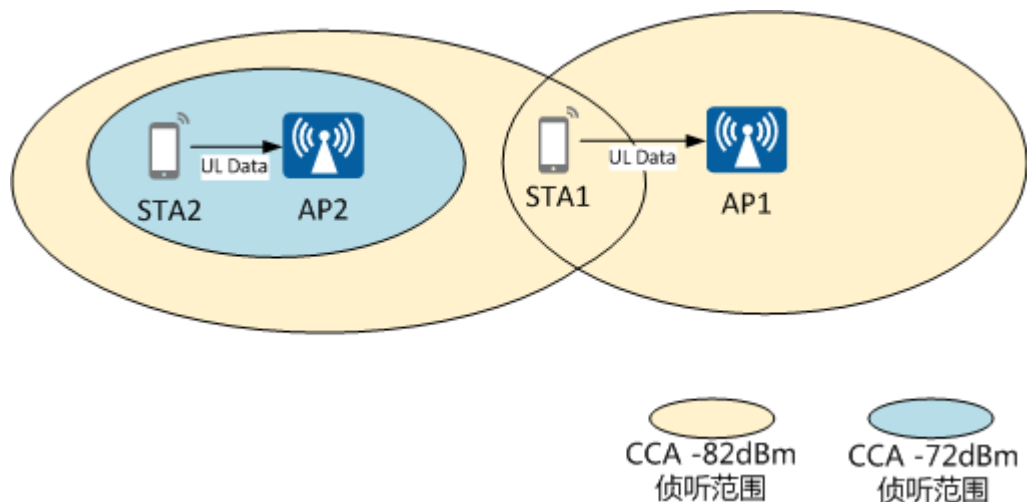 UL Data
STA2
AP2
UL Data
STA1
AP1
CCA -82dBm
侦听范围
CCA -72dBm
侦听范围